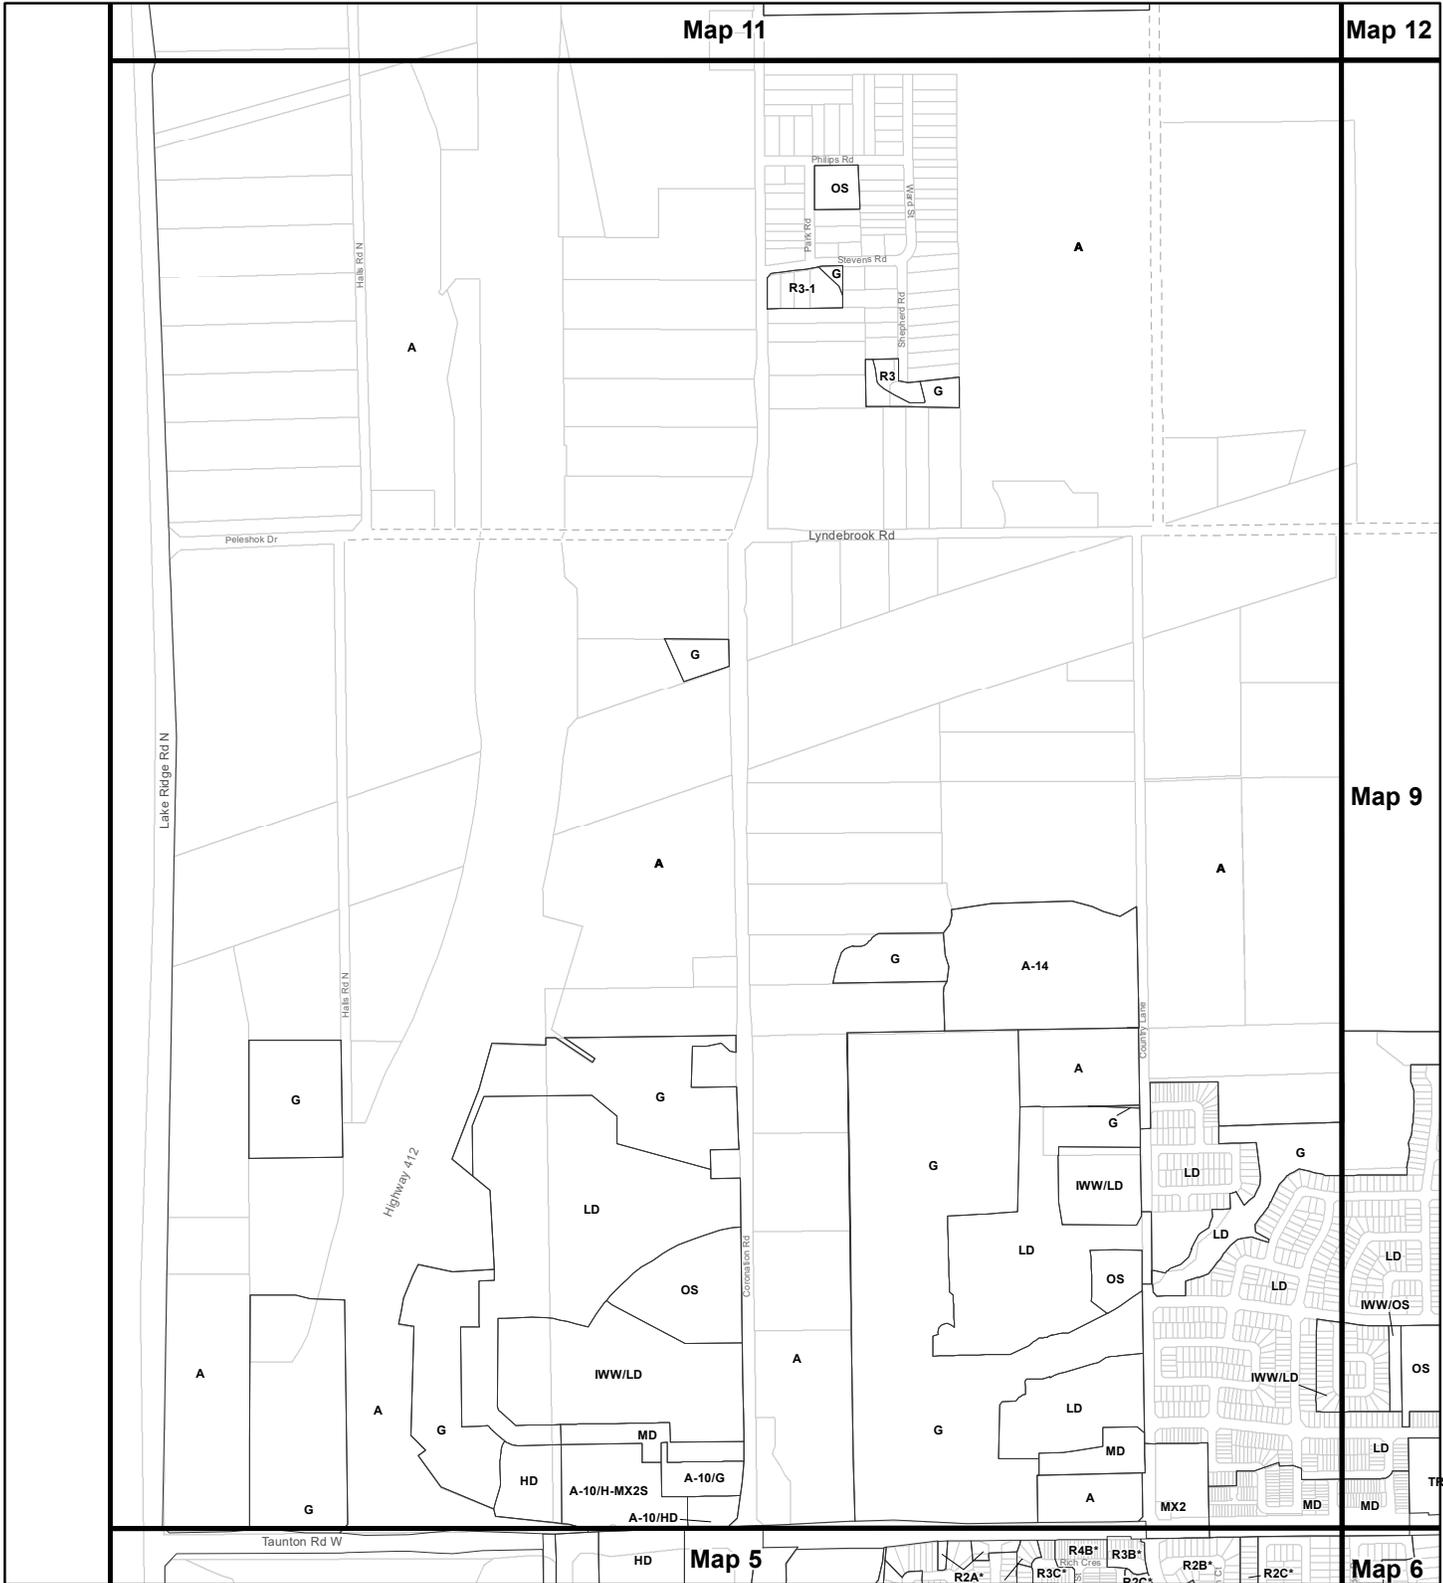 Map 11
Map 12
Philips Rd
OS
Ward St
Park Rd
A
Halls Rd N
Stevens Rd
G
R3-1
Shepherd Rd
A
R3
G
Peleshok Dr
Lyndebrook Rd
G
Lake Ridge Rd N
Map 9
A
A
G
A-14
Halls Rd N
Country Lane
A
G
G
G
G
LD
G
IWW/LD
Highway 412
LD
LD
LD
LD
Coronation Rd
OS
OS
LD
IWW/OS
A
IWW/LD
A
OS
IWW/LD
A
LD
G
G
MD
MD
LD
HD
A-10/G
A-10/H-MX2S
A
MX2
MD
MD
G
A-10/HD
Taunton Rd W
HD
Map 5
R4B*
R3B*
Rich Cres
R2B*
R2A*
R3C*
R2C*
R2C*
Map 6